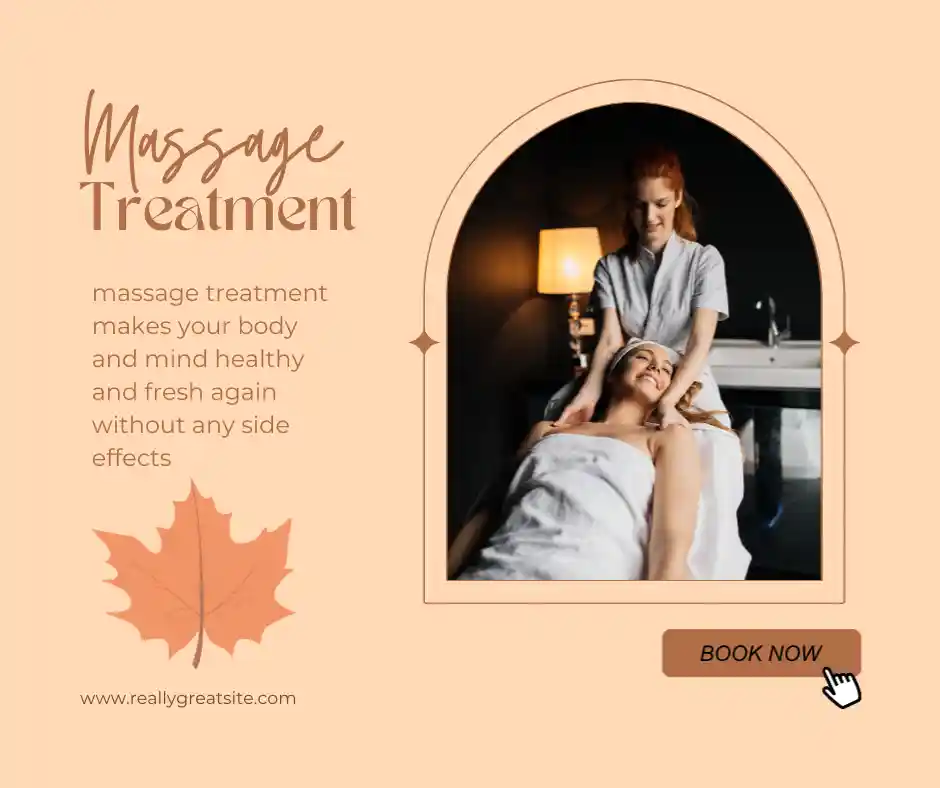 Massage
Treatment
massage treatment
makes your body
and mind healthy
and fresh again
without any side
effects
www.reallygreatsite.com
BOOK NOW